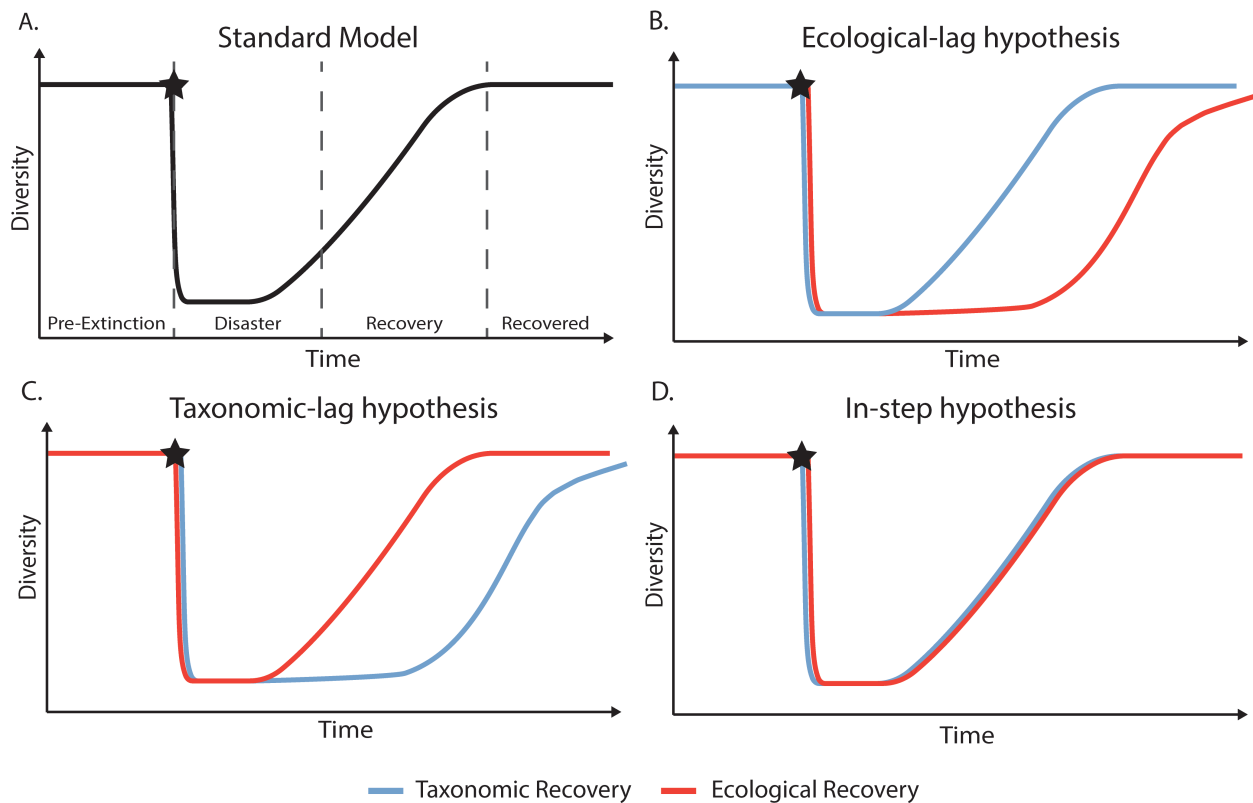 A.
Standard Model
Diversity
Pre-Extinction
Disaster
Recovery
Recovered
Time
B.
Ecological-lag hypothesis
Diversity
Time
C.
Taxonomic-lag hypothesis
Diversity
Time
D.
In-step hypothesis
Diversity
Time
Taxonomic Recovery
Ecological Recovery